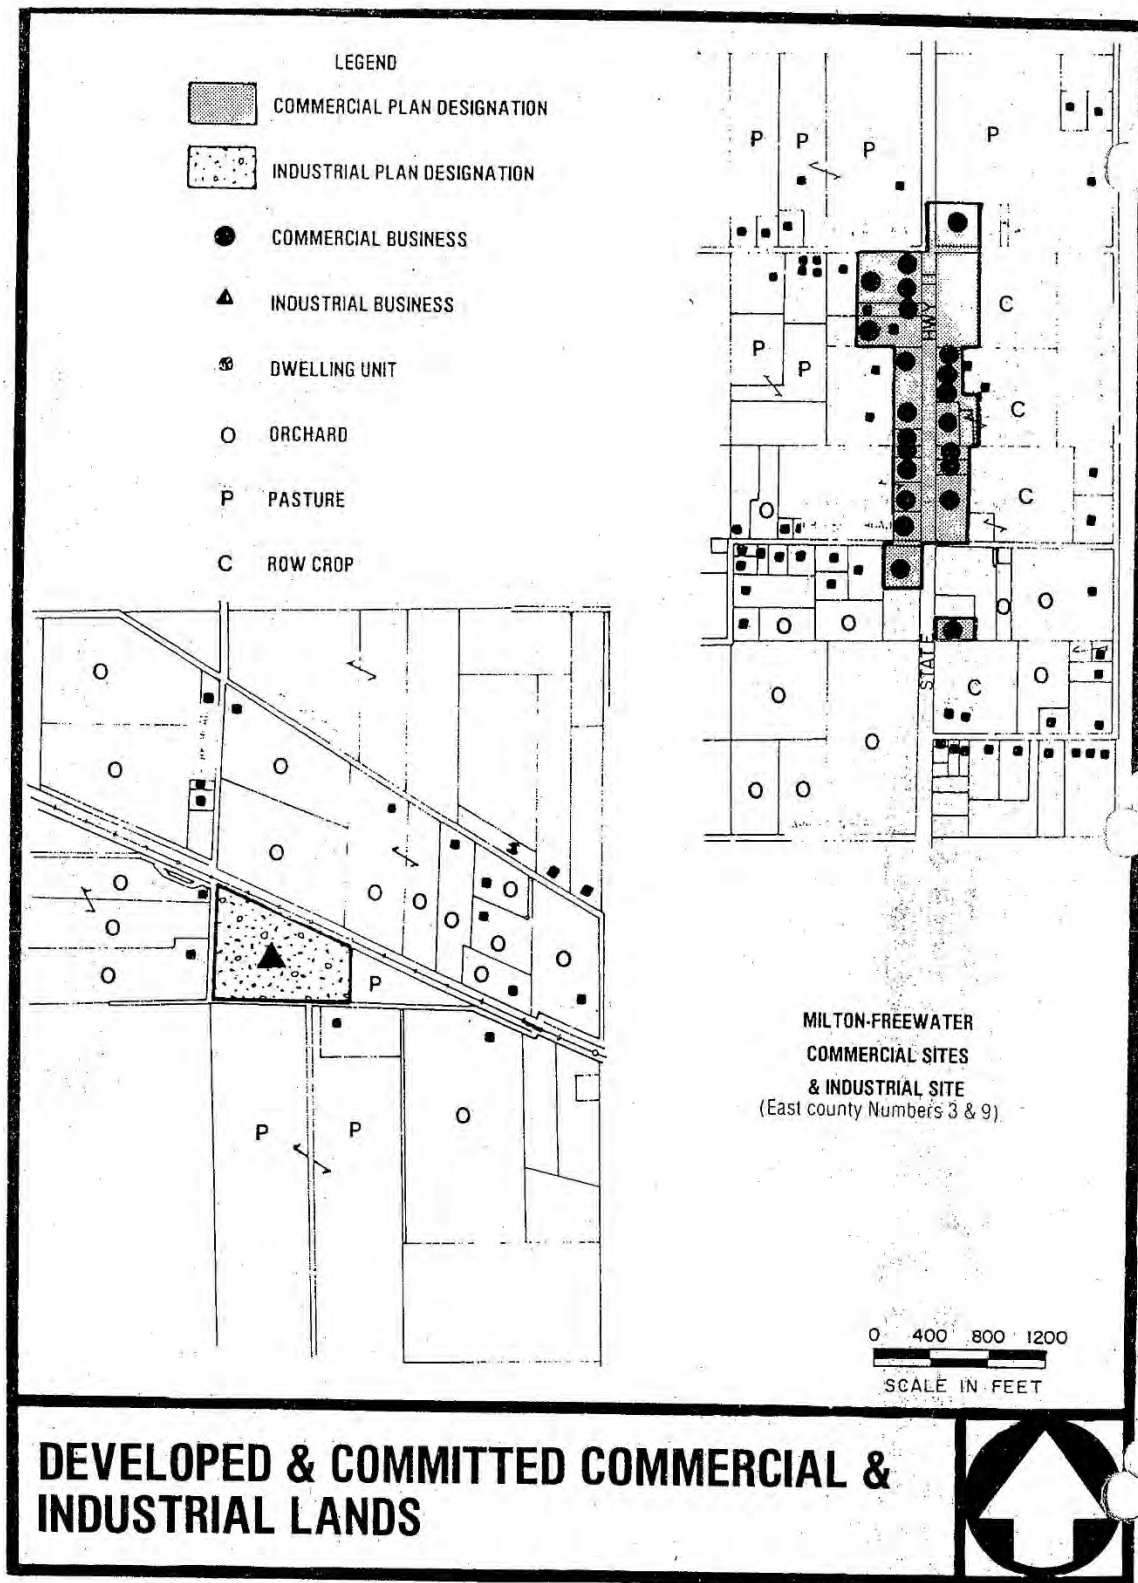 LEGEND
COMMERCIAL PLAN DESIGNATION
INDUSTRIAL PLAN DESIGNATION
COMMERCIAL BUSINESS
INDUSTRIAL BUSINESS
DWELLING UNIT
O ORCHARD
P PASTURE
C ROW CROP
P P P P
C
P P
C
C
O
O O
O O
O C O
O
O O
HWY 11
STATE
O
O O
O
O
O O O O
O O
O O
O P
P P O
MILTON-FREEWATER
COMMERCIAL SITES
& INDUSTRIAL SITE
(East county Numbers 3 & 9)
0 400 800 1200
SCALE IN FEET
DEVELOPED & COMMITTED COMMERCIAL &
INDUSTRIAL LANDS